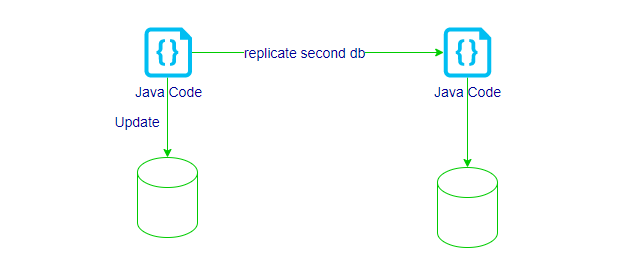 replicate second db
Java Code
Java Code
Update